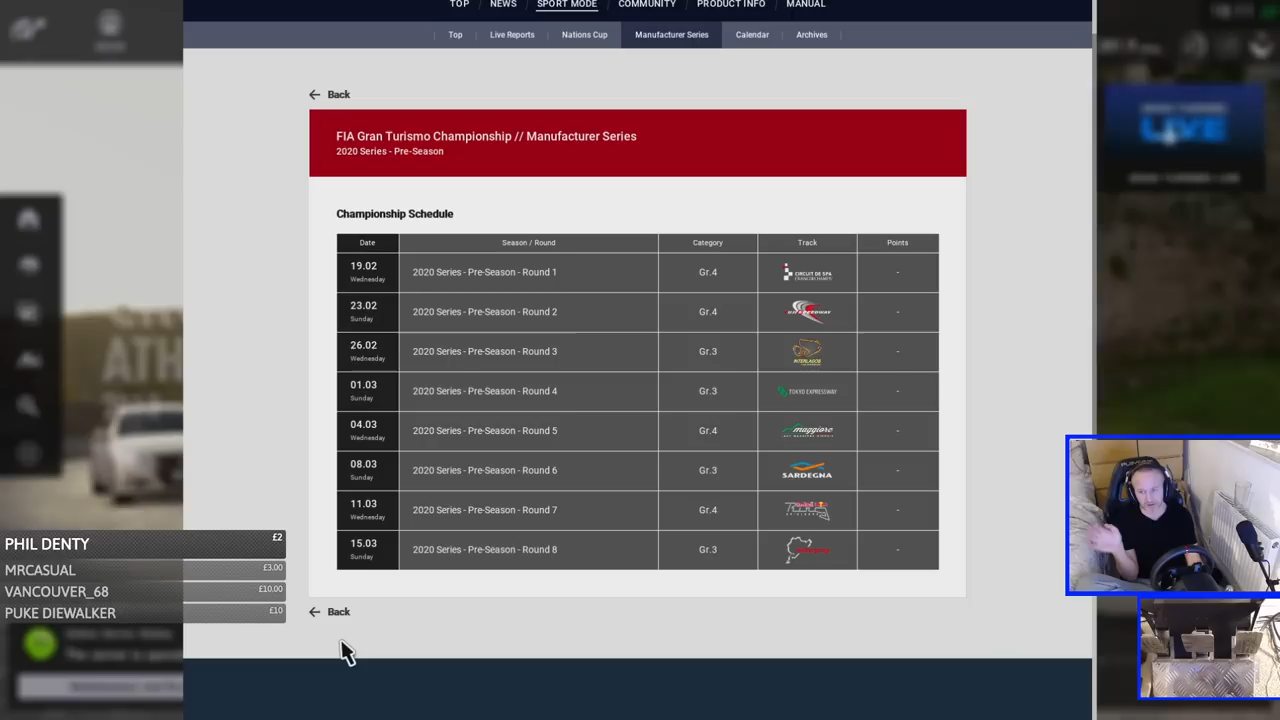 TOP NEWS SPORT MODE COMMUNITY PRODUCT INFO MANUAL
Top Live Reports Nations Cup Manufacturer Series Calendar Archives
Back
FIA Gran Turismo Championship // Manufacturer Series
2020 Series - Pre-Season
Championship Schedule
Date Season / Round Category Track Points
19.02 Wednesday 2020 Series - Pre-Season - Round 1 Gr.4 CIRCUIT DE SPA FRANCORCHAMPS -
23.02 Sunday 2020 Series - Pre-Season - Round 2 Gr.4 SPEEDWAY -
26.02 Wednesday 2020 Series - Pre-Season - Round 3 Gr.3 INTERLAGOS -
01.03 Sunday 2020 Series - Pre-Season - Round 4 Gr.3 TOKYO EXPRESSWAY -
04.03 Wednesday 2020 Series - Pre-Season - Round 5 Gr.4 Maggiore -
08.03 Sunday 2020 Series - Pre-Season - Round 6 Gr.3 SARDEGNA -
11.03 Wednesday 2020 Series - Pre-Season - Round 7 Gr.4 Red Bull -
15.03 Sunday 2020 Series - Pre-Season - Round 8 Gr.3 -
Back
PHIL DENTY £2
MRCASUAL £3.00
VANCOUVER_68 £10.00
PUKE DIEWALKER £10
LIVE